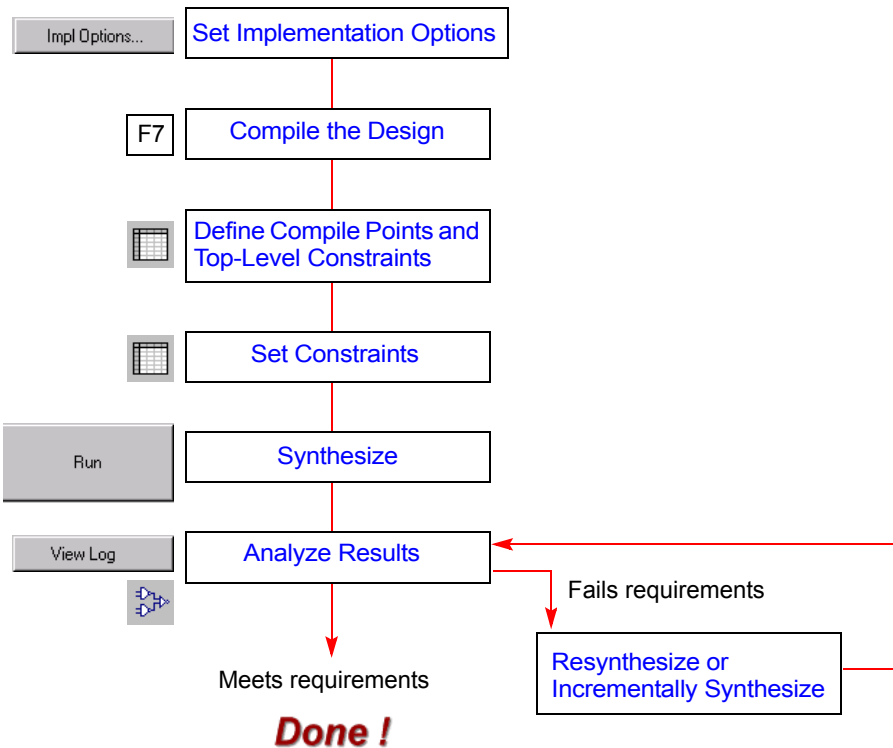 Impl Options...
Set Implementation Options
F7
Compile the Design
Define Compile Points and
Top-Level Constraints
Set Constraints
Run
Synthesize
View Log
Analyze Results
Fails requirements
Resynthesize or
Incrementally Synthesize
Meets requirements
Done !